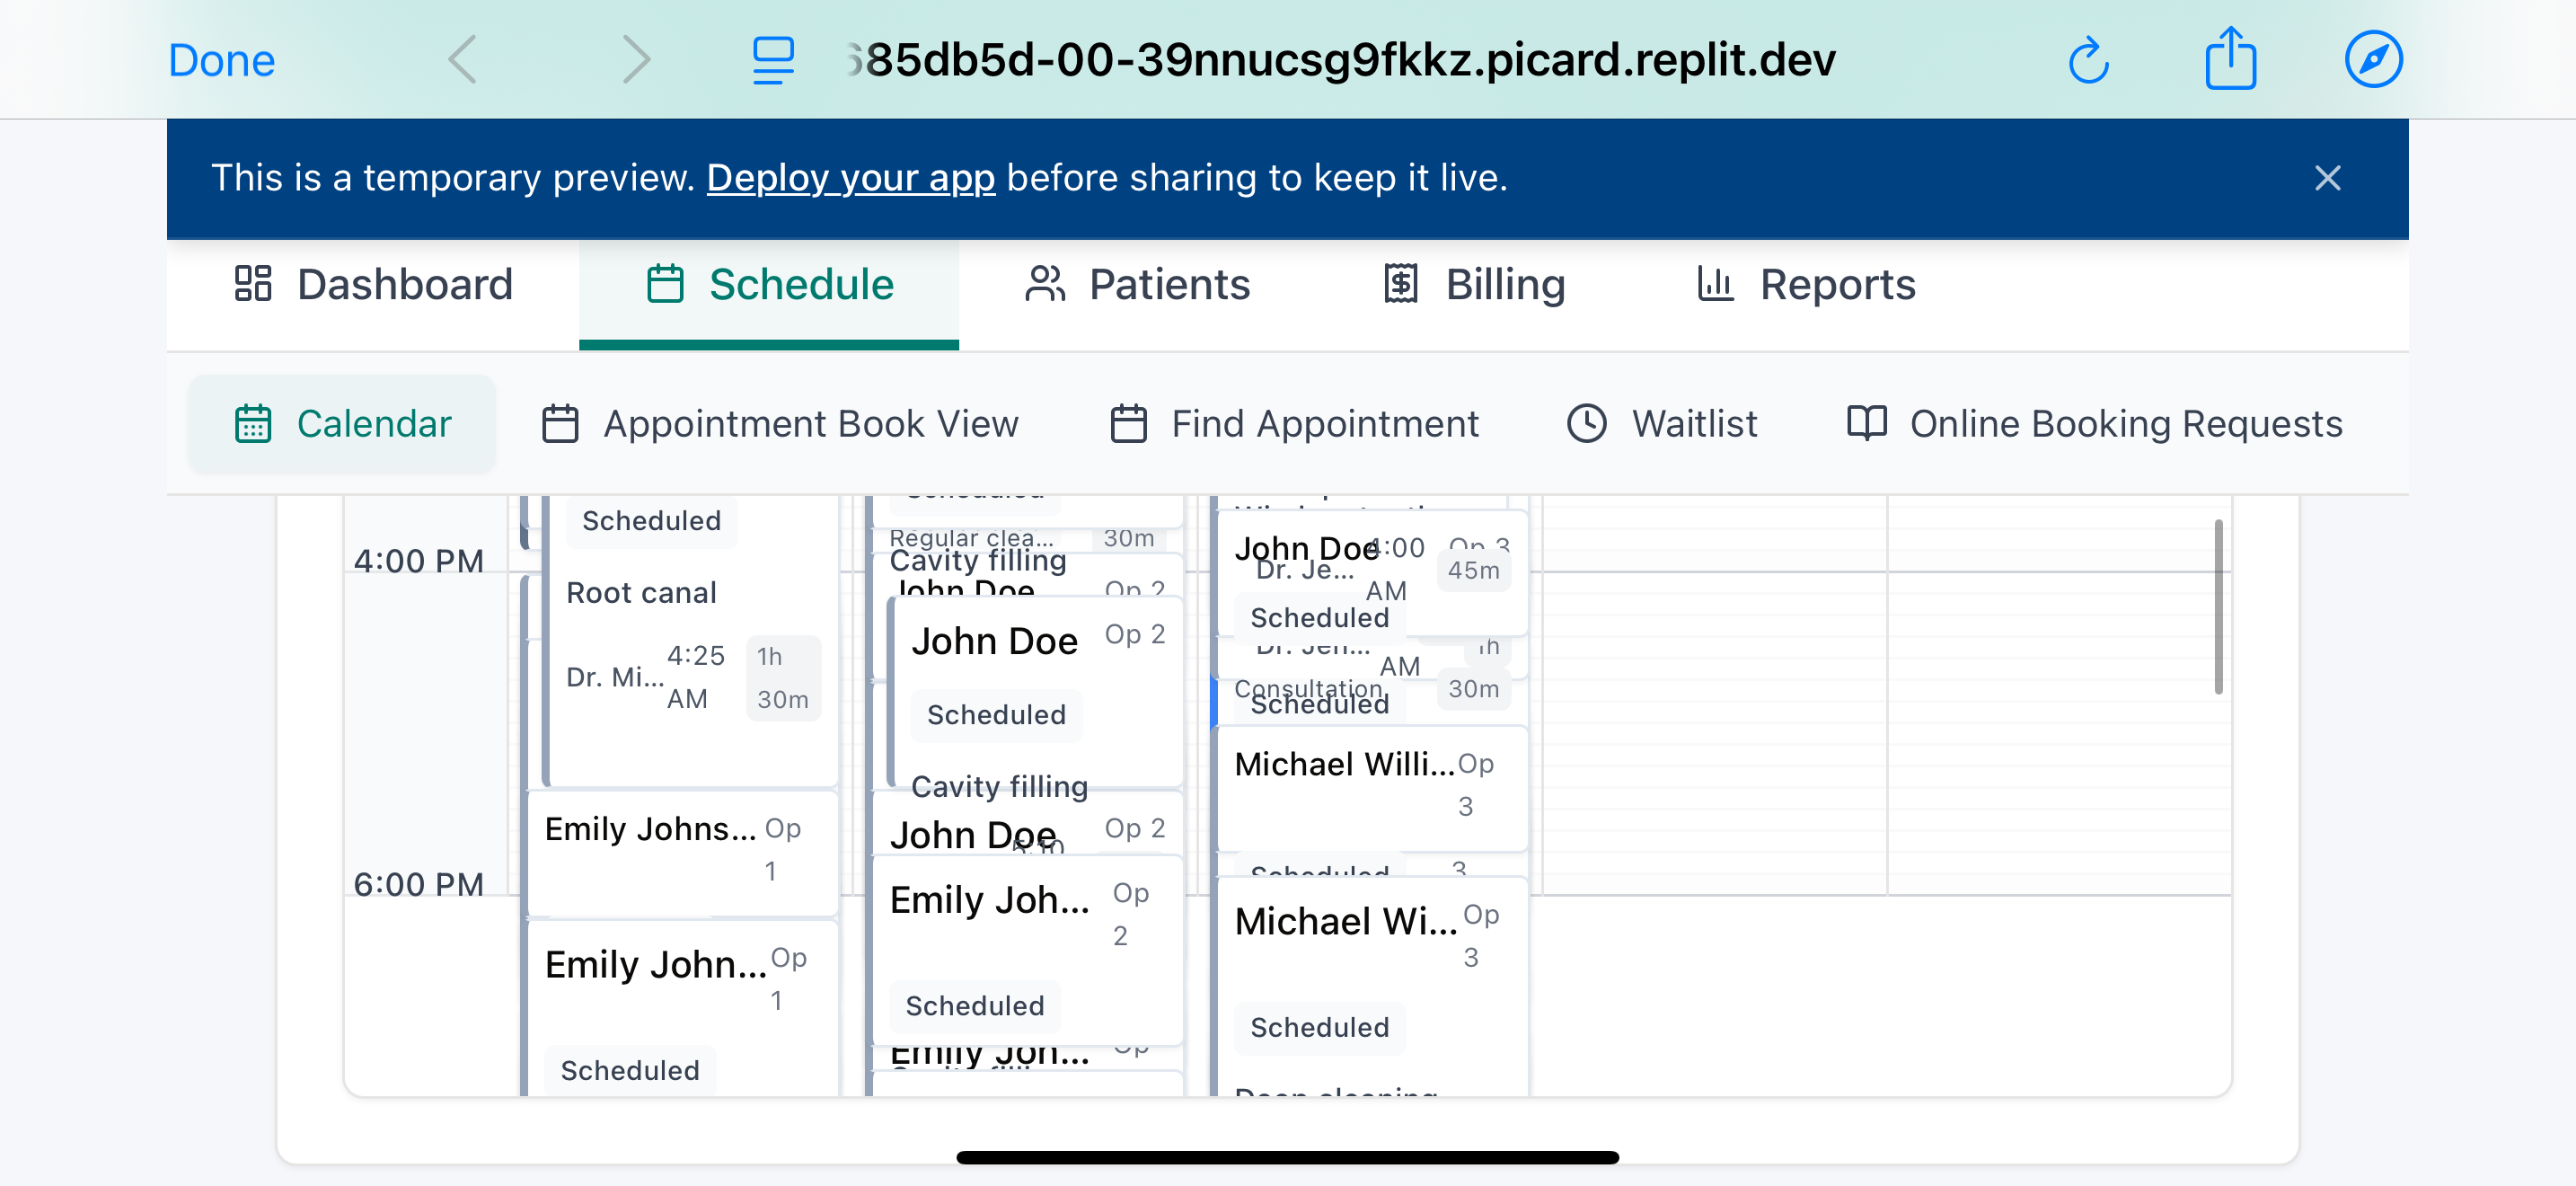 Done
685db5d-00-39nnucsg9fkkz.picard.replit.dev
This is a temporary preview. Deploy your app before sharing to keep it live.
Dashboard
Schedule
Patients
Billing
Reports
Calendar
Appointment Book View
Find Appointment
Waitlist
Online Booking Requests
4:00 PM
6:00 PM
Scheduled
Root canal
Dr. Mi...
4:25 AM
1h 30m
Emily Johns...
Op 1
Emily John...
Op 1
Scheduled
Scheduled
Regular clea...
30m
Cavity filling
John Doe
Op 2
John Doe
Op 2
Scheduled
Cavity filling
John Doe
Op 2
5:10
Emily Joh...
Op 2
Scheduled
Emily Joh...
Op
John Doe
4:00 AM
Op 3
Dr. Je...
45m
Scheduled
Dr. Jen...
AM
1h
Consultation
30m
Scheduled
Michael Willi...
Op 3
Scheduled
3
Michael Wi...
Op 3
Scheduled
Deep cleaning